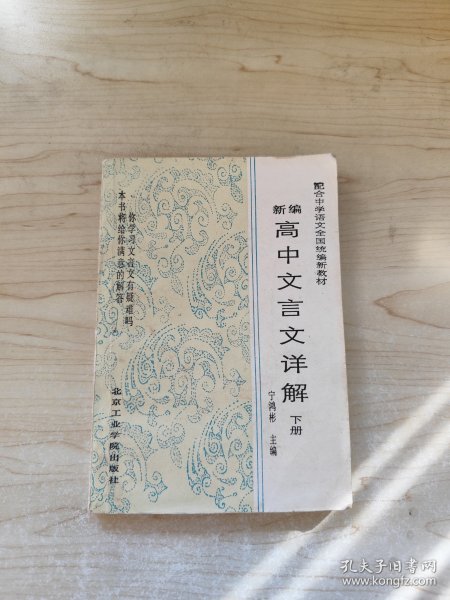 配合中学语文全国统编新教材
新编
高中文言文详解
下册
宁鸿彬 主编
你学习文言文有疑难吗
本书将给你满意的解答
北京工业学院出版社
孔夫子旧书网
www.kongfz.com